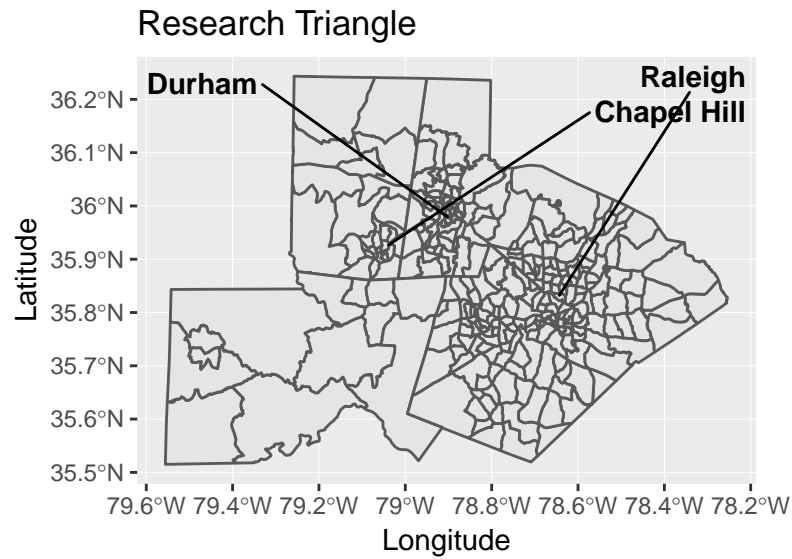 Research Triangle
Durham
Raleigh
Chapel Hill
36.2°N
36.1°N
36°N
35.9°N
35.8°N
35.7°N
35.6°N
35.5°N
Latitude
79.6°W 79.4°W 79.2°W 79°W 78.8°W 78.6°W 78.4°W 78.2°W
Longitude